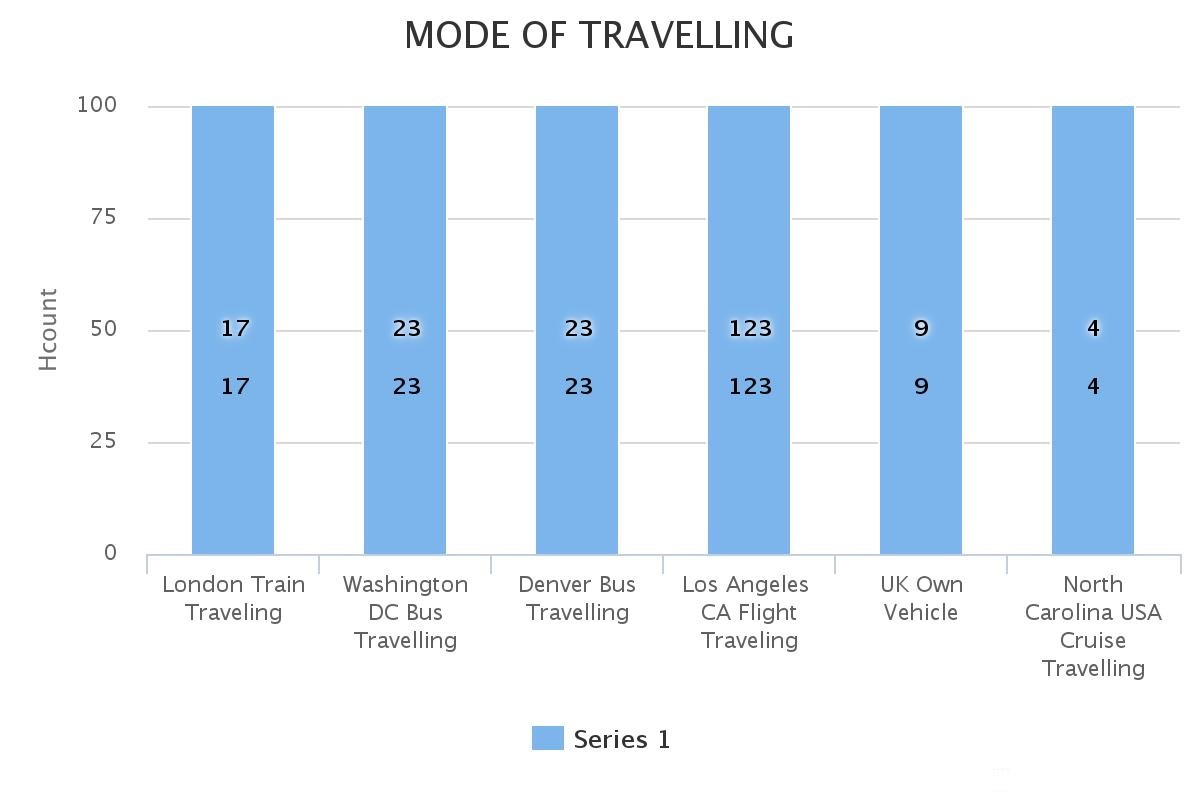 MODE OF TRAVELLING
100
75
50
25
0
Hcount
17
23
23
123
9
4
17
23
23
123
9
4
London Train
Traveling
Washington
DC Bus
Travelling
Denver Bus
Travelling
Los Angeles
CA Flight
Traveling
UK Own
Vehicle
North
Carolina USA
Cruise
Travelling
Series 1